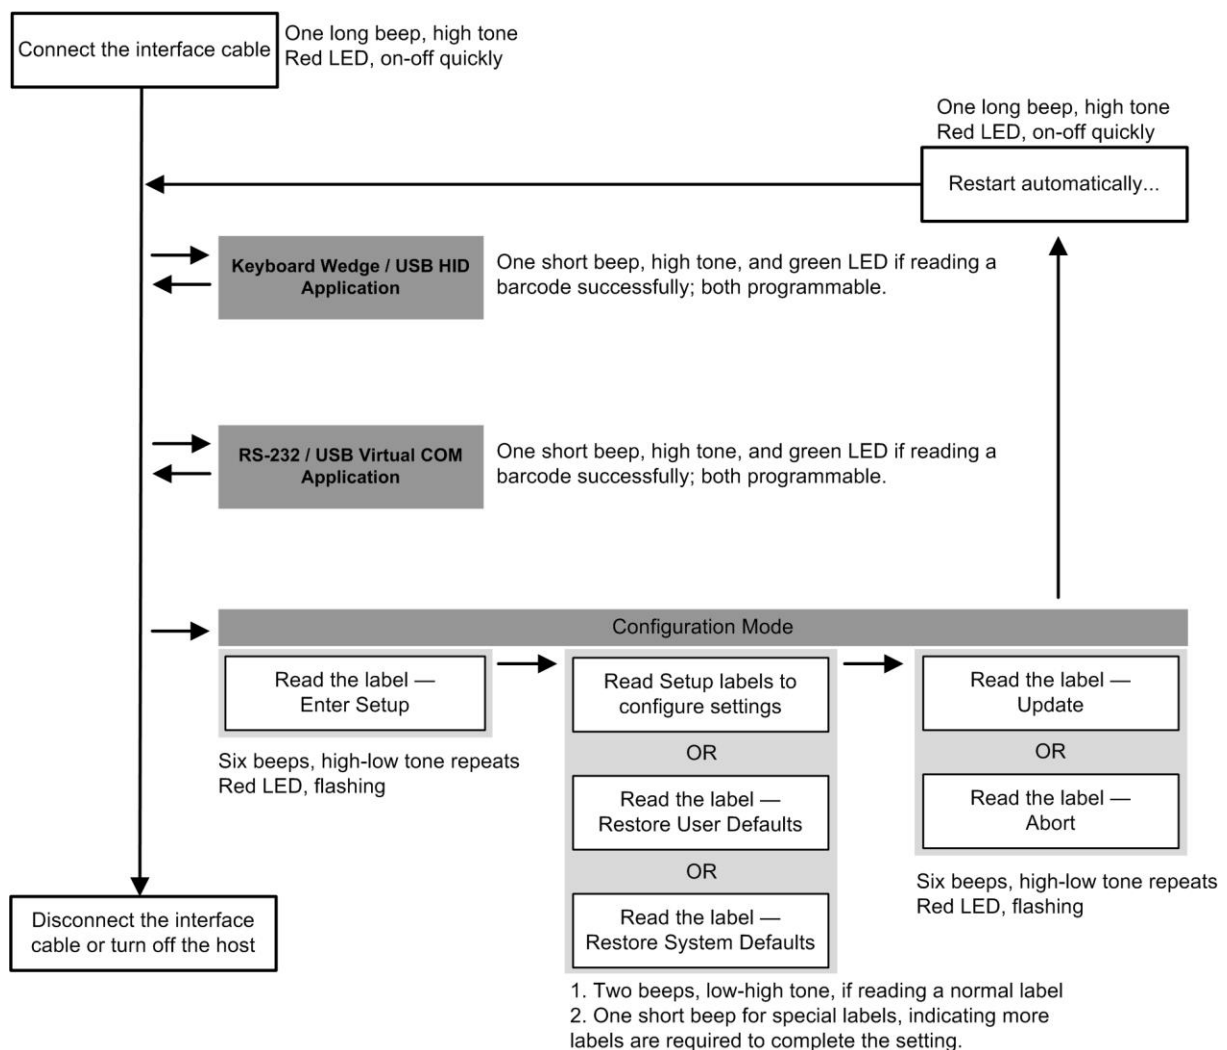 Connect the interface cable
One long beep, high tone
Red LED, on-off quickly
One long beep, high tone
Red LED, on-off quickly
Restart automatically...
Keyboard Wedge / USB HID
Application
One short beep, high tone, and green LED if reading a
barcode successfully; both programmable.
RS-232 / USB Virtual COM
Application
One short beep, high tone, and green LED if reading a
barcode successfully; both programmable.
Configuration Mode
Read the label —
Enter Setup
Six beeps, high-low tone repeats
Red LED, flashing
Read Setup labels to
configure settings
OR
Read the label —
Restore User Defaults
OR
Read the label —
Restore System Defaults
1. Two beeps, low-high tone, if reading a normal label
2. One short beep for special labels, indicating more
labels are required to complete the setting.
Read the label —
Update
OR
Read the label —
Abort
Six beeps, high-low tone repeats
Red LED, flashing
Disconnect the interface
cable or turn off the host